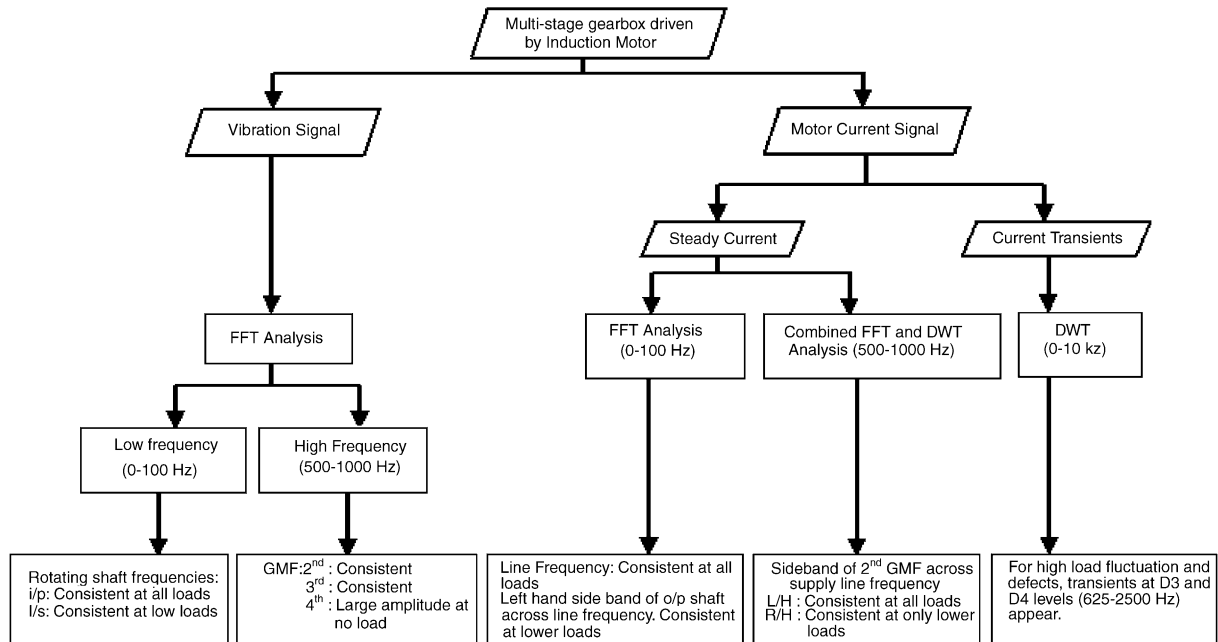 Multi-stage gearbox driven
by Induction Motor
Vibration Signal
Motor Current Signal
Steady Current
Current Transients
FFT Analysis
FFT Analysis
(0-100 Hz)
Combined FFT and DWT
Analysis (500-1000 Hz)
DWT
(0-10 kz)
Low frequency
(0-100 Hz)
High Frequency
(500-1000 Hz)
Rotating shaft frequencies:
i/p: Consistent at all loads
I/s: Consistent at low loads
GMF:2nd : Consistent
3rd : Consistent
4th : Large amplitude at
no load
Line Frequency: Consistent at all
loads
Left hand side band of o/p shaft
across line frequency. Consistent
at lower loads
Sideband of 2nd GMF across
supply line frequency
L/H : Consistent at all loads
R/H : Consistent at only lower
loads
For high load fluctuation and
defects, transients at D3 and
D4 levels (625-2500 Hz)
appear.